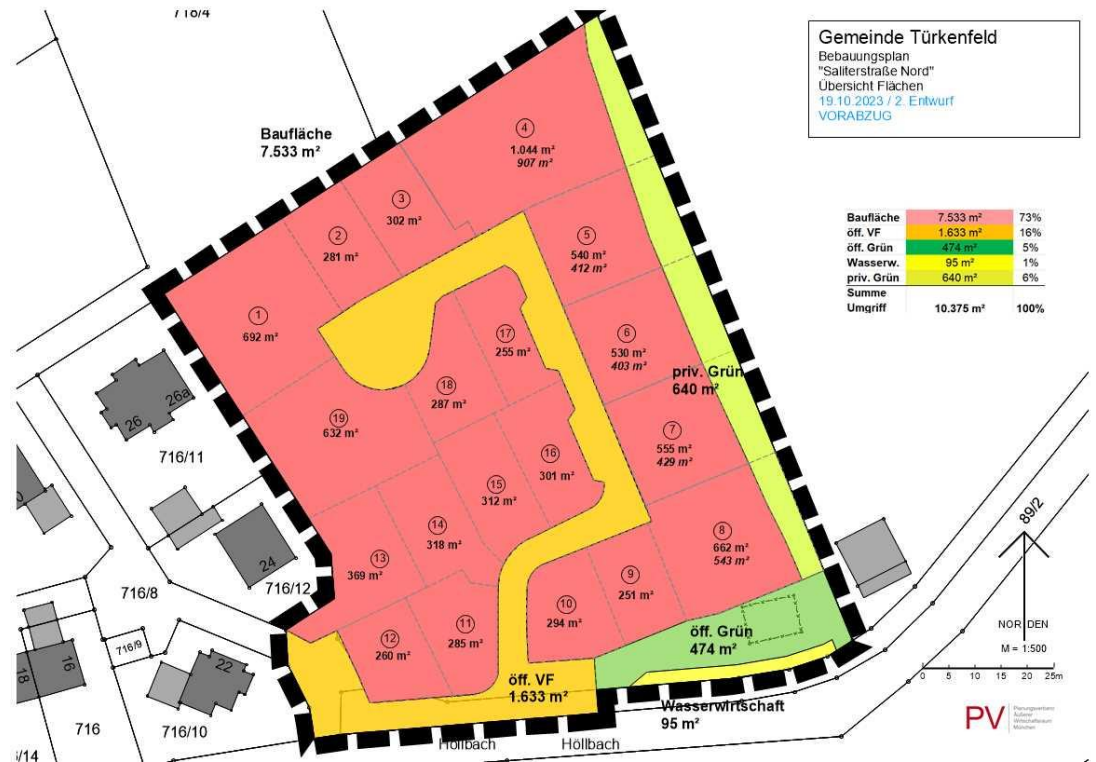 718/4
Gemeinde Türkenfeld
Bebauungsplan
"Saliterstraße Nord"
Übersicht Flächen
19.10.2023 / 2. Entwurf
VORABZUG
Baufläche
7.533 m²
4
1.044 m²
907 m²
3
302 m²
2
281 m²
5
540 m²
412 m²
Baufläche 7.533 m² 73%
öff. VF 1.633 m² 16%
öff. Grün 474 m² 5%
Wasserw. 95 m² 1%
priv. Grün 640 m² 6%
Summe
Umgriff 10.375 m² 100%
1
692 m²
17
255 m²
6
530 m²
403 m²
priv. Grün
640 m²
18
287 m²
19
632 m²
26
26a
716/11
7
555 m²
429 m²
16
301 m²
15
312 m²
14
318 m²
8
662 m²
543 m²
89/2
13
369 m²
24
716/12
716/8
9
251 m²
10
294 m²
11
285 m²
12
260 m²
öff. Grün
474 m²
NORDEN
M = 1:500
0 5 10 15 20 25m
716/9
16
18
22
öff. VF
1.633 m²
Wasserwirtschaft
95 m²
716
716/10
Höllbach
Höllbach
PV
Planungsverband
Äußerer
Wirtschaftsraum
München
/14